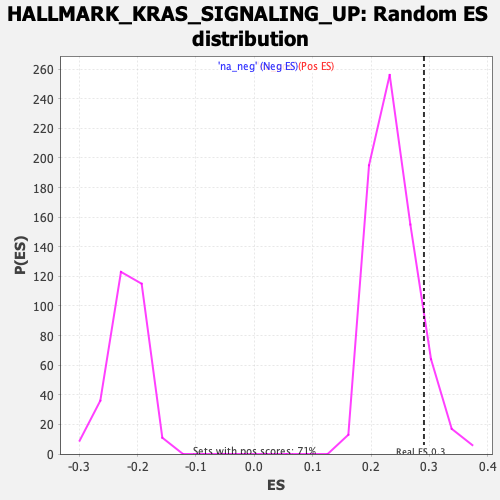 HALLMARK_KRAS_SIGNALING_UP: Random ES
distribution
'na_neg' (Neg ES)(Pos ES)
260
240
220
200
180
160
140
120
100
80
60
40
20
0
P(ES)
Sets with pos scores: 71%
Real ES 0.3
-0.3 -0.2 -0.1 0.0 0.1 0.2 0.3 0.4
ES